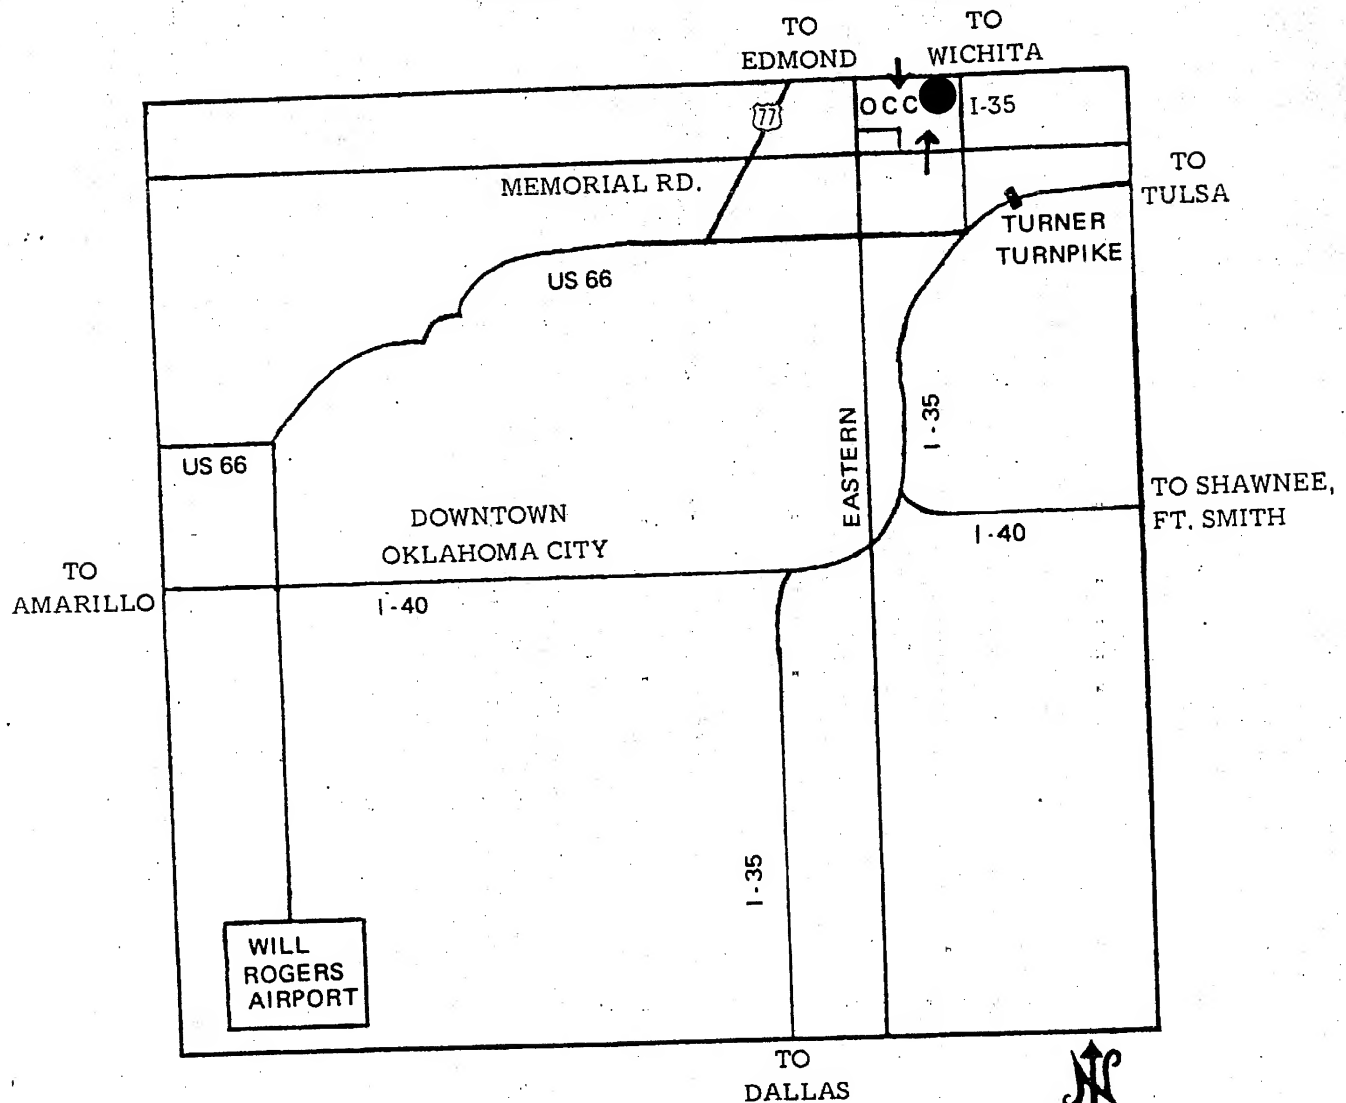 TO
EDMOND
TO
WICHITA
77
OCC
I-35
MEMORIAL RD.
TO
TULSA
TURNER
TURNPIKE
US 66
I-35
EASTERN
US 66
DOWNTOWN
OKLAHOMA CITY
TO SHAWNEE,
FT. SMITH
I-40
TO
AMARILLO
I-40
I-35
WILL
ROGERS
AIRPORT
TO
DALLAS
N